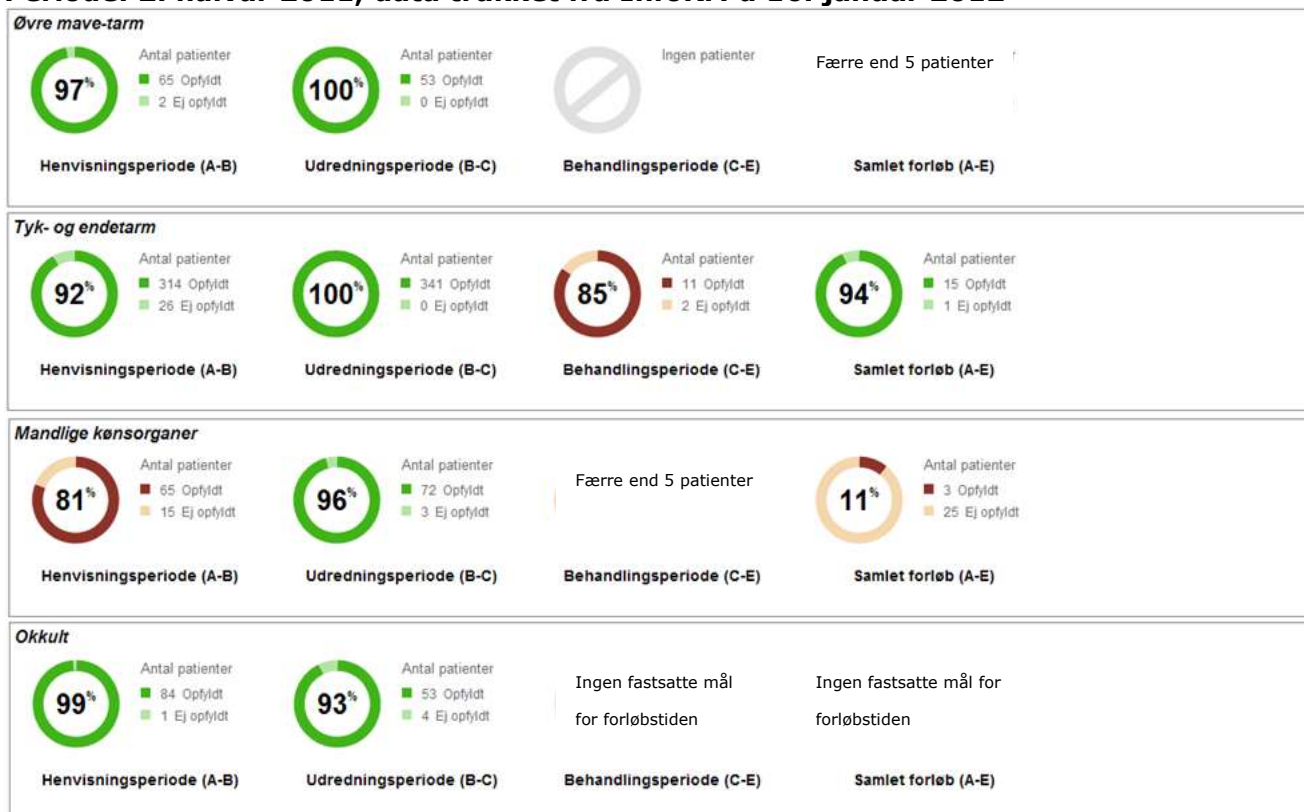 Øvre mave-tarm
97%
Antal patienter
65 Opfyldt
2 Ej opfyldt
Henvisningsperiode (A-B)
100%
Antal patienter
53 Opfyldt
0 Ej opfyldt
Udredningsperiode (B-C)
Ingen patienter
Behandlingsperiode (C-E)
Færre end 5 patienter
Samlet forløb (A-E)
Tyk- og endetarm
92%
Antal patienter
314 Opfyldt
26 Ej opfyldt
Henvisningsperiode (A-B)
100%
Antal patienter
341 Opfyldt
0 Ej opfyldt
Udredningsperiode (B-C)
85%
Antal patienter
11 Opfyldt
2 Ej opfyldt
Behandlingsperiode (C-E)
94%
Antal patienter
15 Opfyldt
1 Ej opfyldt
Samlet forløb (A-E)
Mandlige kønsorganer
81%
Antal patienter
65 Opfyldt
15 Ej opfyldt
Henvisningsperiode (A-B)
96%
Antal patienter
72 Opfyldt
3 Ej opfyldt
Udredningsperiode (B-C)
Færre end 5 patienter
Behandlingsperiode (C-E)
11%
Antal patienter
3 Opfyldt
25 Ej opfyldt
Samlet forløb (A-E)
Okkult
99%
Antal patienter
84 Opfyldt
1 Ej opfyldt
Henvisningsperiode (A-B)
93%
Antal patienter
53 Opfyldt
4 Ej opfyldt
Udredningsperiode (B-C)
Ingen fastsatte mål
for forløbstiden
Behandlingsperiode (C-E)
Ingen fastsatte mål for
forløbstiden
Samlet forløb (A-E)